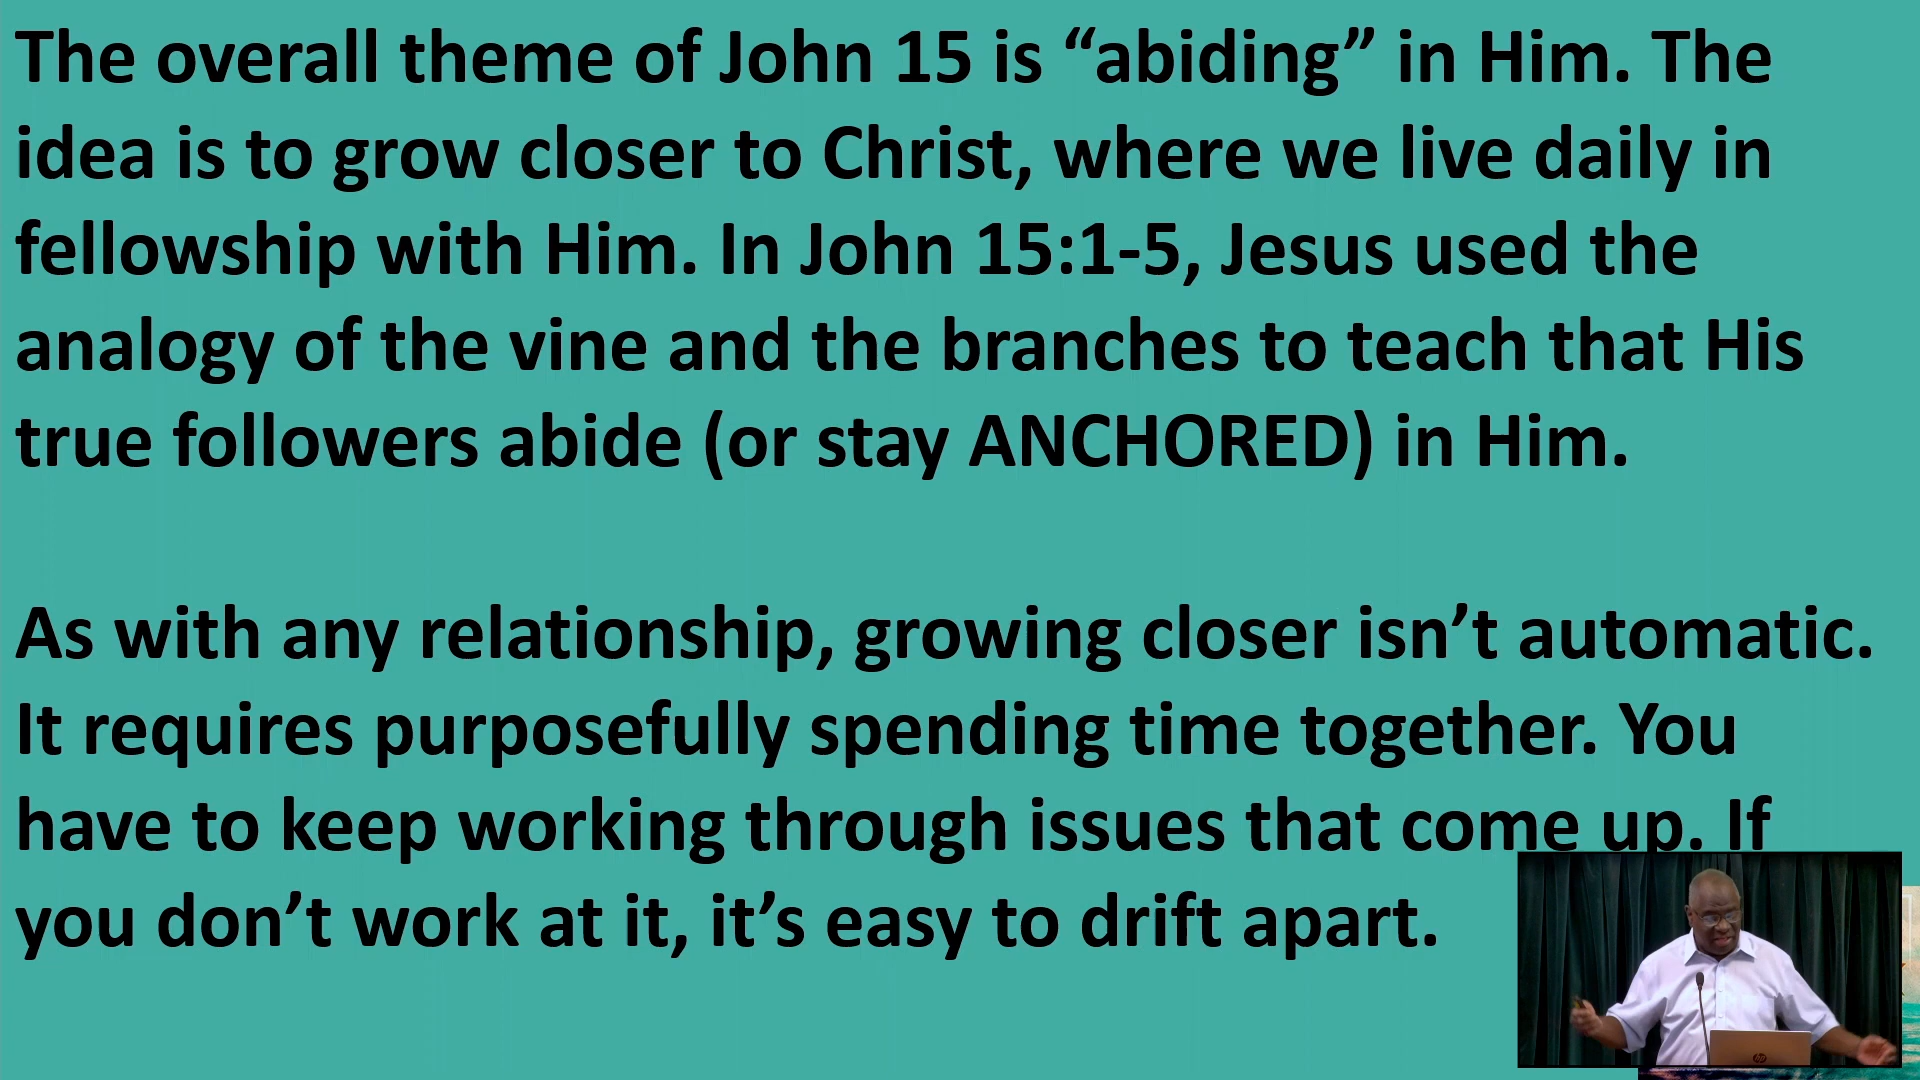 The overall theme of John 15 is “abiding” in Him. The
idea is to grow closer to Christ, where we live daily in
fellowship with Him. In John 15:1-5, Jesus used the
analogy of the vine and the branches to teach that His
true followers abide (or stay ANCHORED) in Him.
As with any relationship, growing closer isn’t automatic.
It requires purposefully spending time together. You
have to keep working through issues that come up. If
you don’t work at it, it’s easy to drift apart.
hp